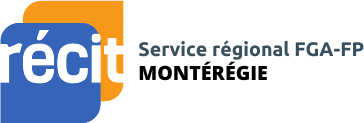 récit
Service régional FGA-FP
MONTÉRÉGIE